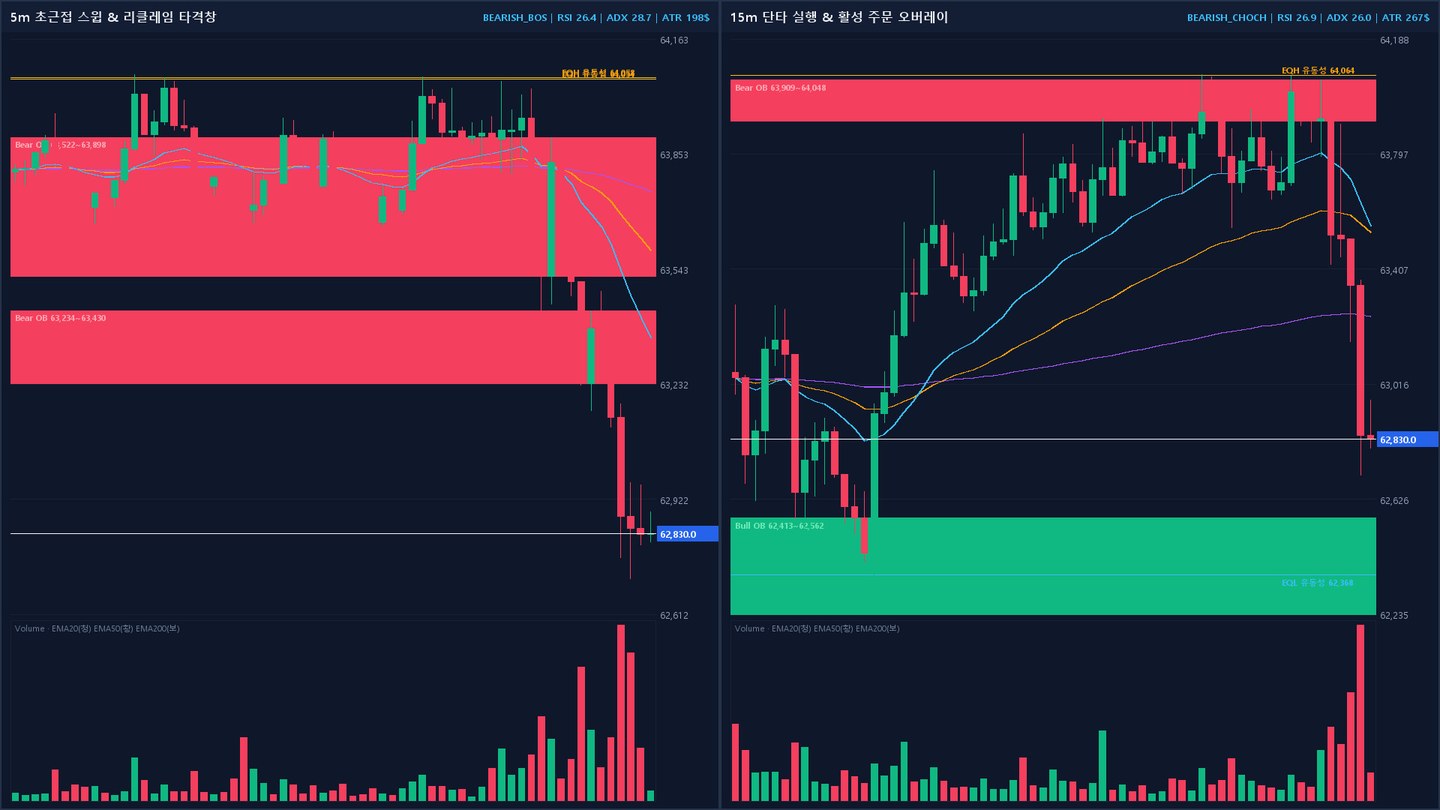 5m 초근접 스윕 & 리클레임 타격창
BEARISH_BOS | RSI 26.4 | ADX 28.7 | ATR 198$
64,163
63,853
Bear O 522~63,898
63,543
Bear OB 63,234~63,430
63,232
62,922
62,830.0
62,612
Volume · EMA20(청) EMA50(황) EMA200(보)
15m 단타 실행 & 활성 주문 오버레이
BEARISH_CHOCH | RSI 26.9 | ADX 26.0 | ATR 267$
64,188
EQH 유동성 64,064
Bear OB 63,909~64,048
63,797
63,407
63,016
62,830.0
62,626
Bull OB 62,413~62,562
EQL 유동성 62,368
62,235
Volume · EMA20(청) EMA50(황) EMA200(보)